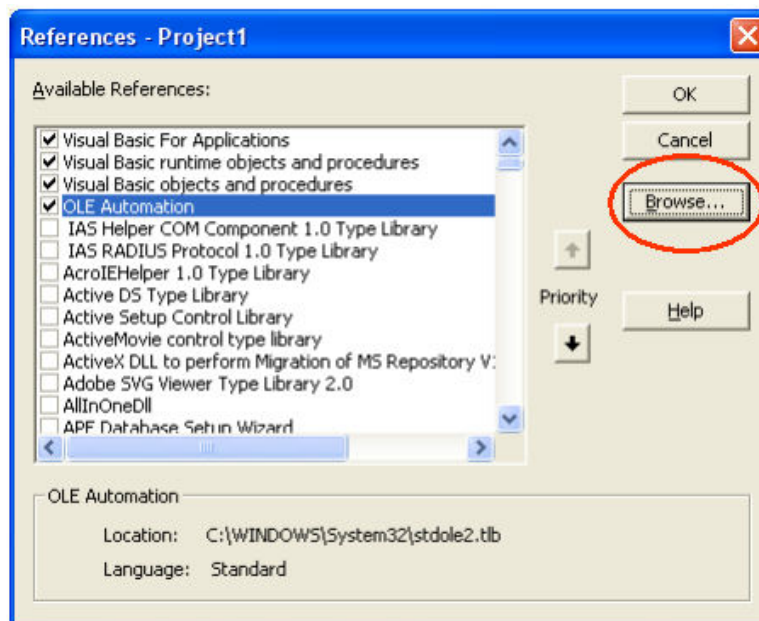 References - Project1
Available References:
Visual Basic For Applications
Visual Basic runtime objects and procedures
Visual Basic objects and procedures
OLE Automation
IAS Helper COM Component 1.0 Type Library
IAS RADIUS Protocol 1.0 Type Library
AcroIEHelper 1.0 Type Library
Active DS Type Library
Active Setup Control Library
ActiveMovie control type library
ActiveX DLL to perform Migration of MS Repository V
Adobe SVG Viewer Type Library 2.0
AllInOneDll
APE Database Setup Wizard
Priority
OK
Cancel
Browse...
Help
OLE Automation
Location: C:\WINDOWS\System32\stdole2.tlb
Language: Standard